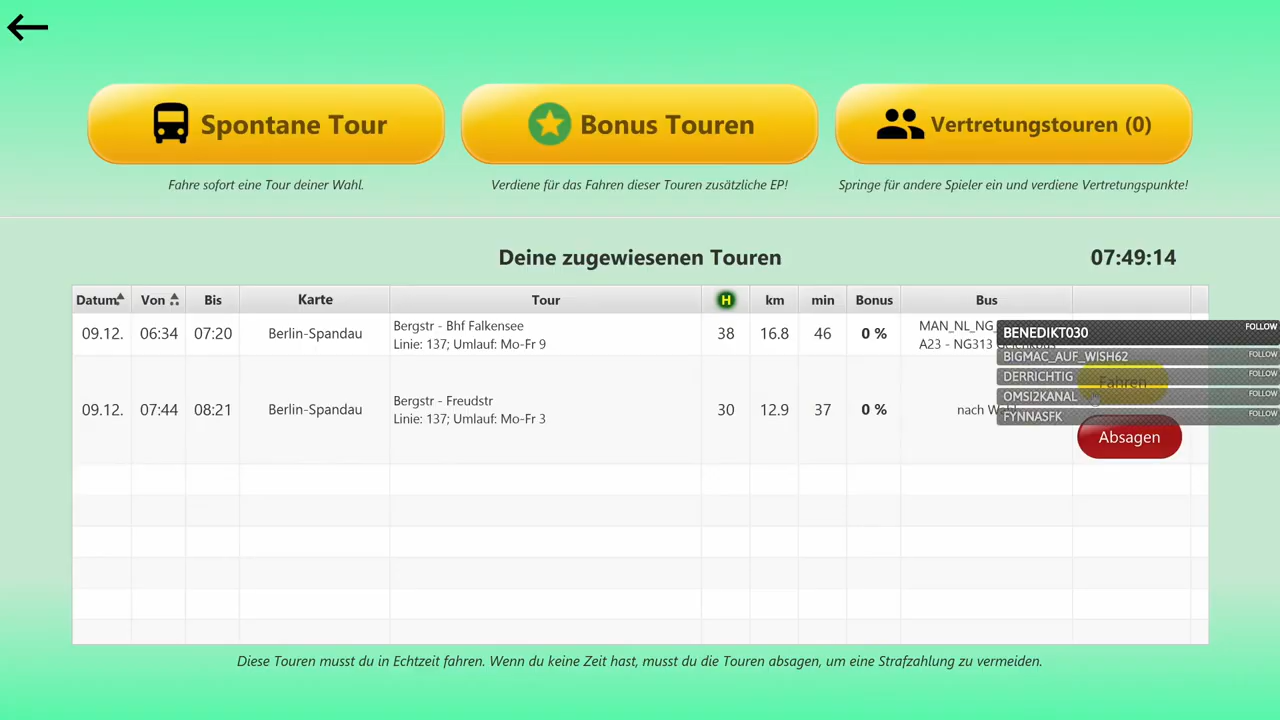 Spontane Tour
Bonus Touren
Vertretungstouren (0)
Fahre sofort eine Tour deiner Wahl.
Verdiene für das Fahren dieser Touren zusätzliche EP!
Springe für andere Spieler ein und verdiene Vertretungspunkte!
Deine zugewiesenen Touren
07:49:14
Datum Von Bis Karte Tour H km min Bonus Bus
09.12. 06:34 07:20 Berlin-Spandau Bergstr - Bhf Falkensee 38 16.8 46 0 % MAN_NL_NG_
Linie: 137; Umlauf: Mo-Fr 9 A23 - NG313
BENEDIKT030 FOLLOW
BIGMAC_AUF_WISH62 FOLLOW
DERRICHTIG FOLLOW
Fahren
OMSI2KANAL FOLLOW
FYNNASFK FOLLOW
09.12. 07:44 08:21 Berlin-Spandau Bergstr - Freudstr 30 12.9 37 0 % nach
Linie: 137; Umlauf: Mo-Fr 3
Absagen
Diese Touren musst du in Echtzeit fahren. Wenn du keine Zeit hast, musst du die Touren absagen, um eine Strafzahlung zu vermeiden.